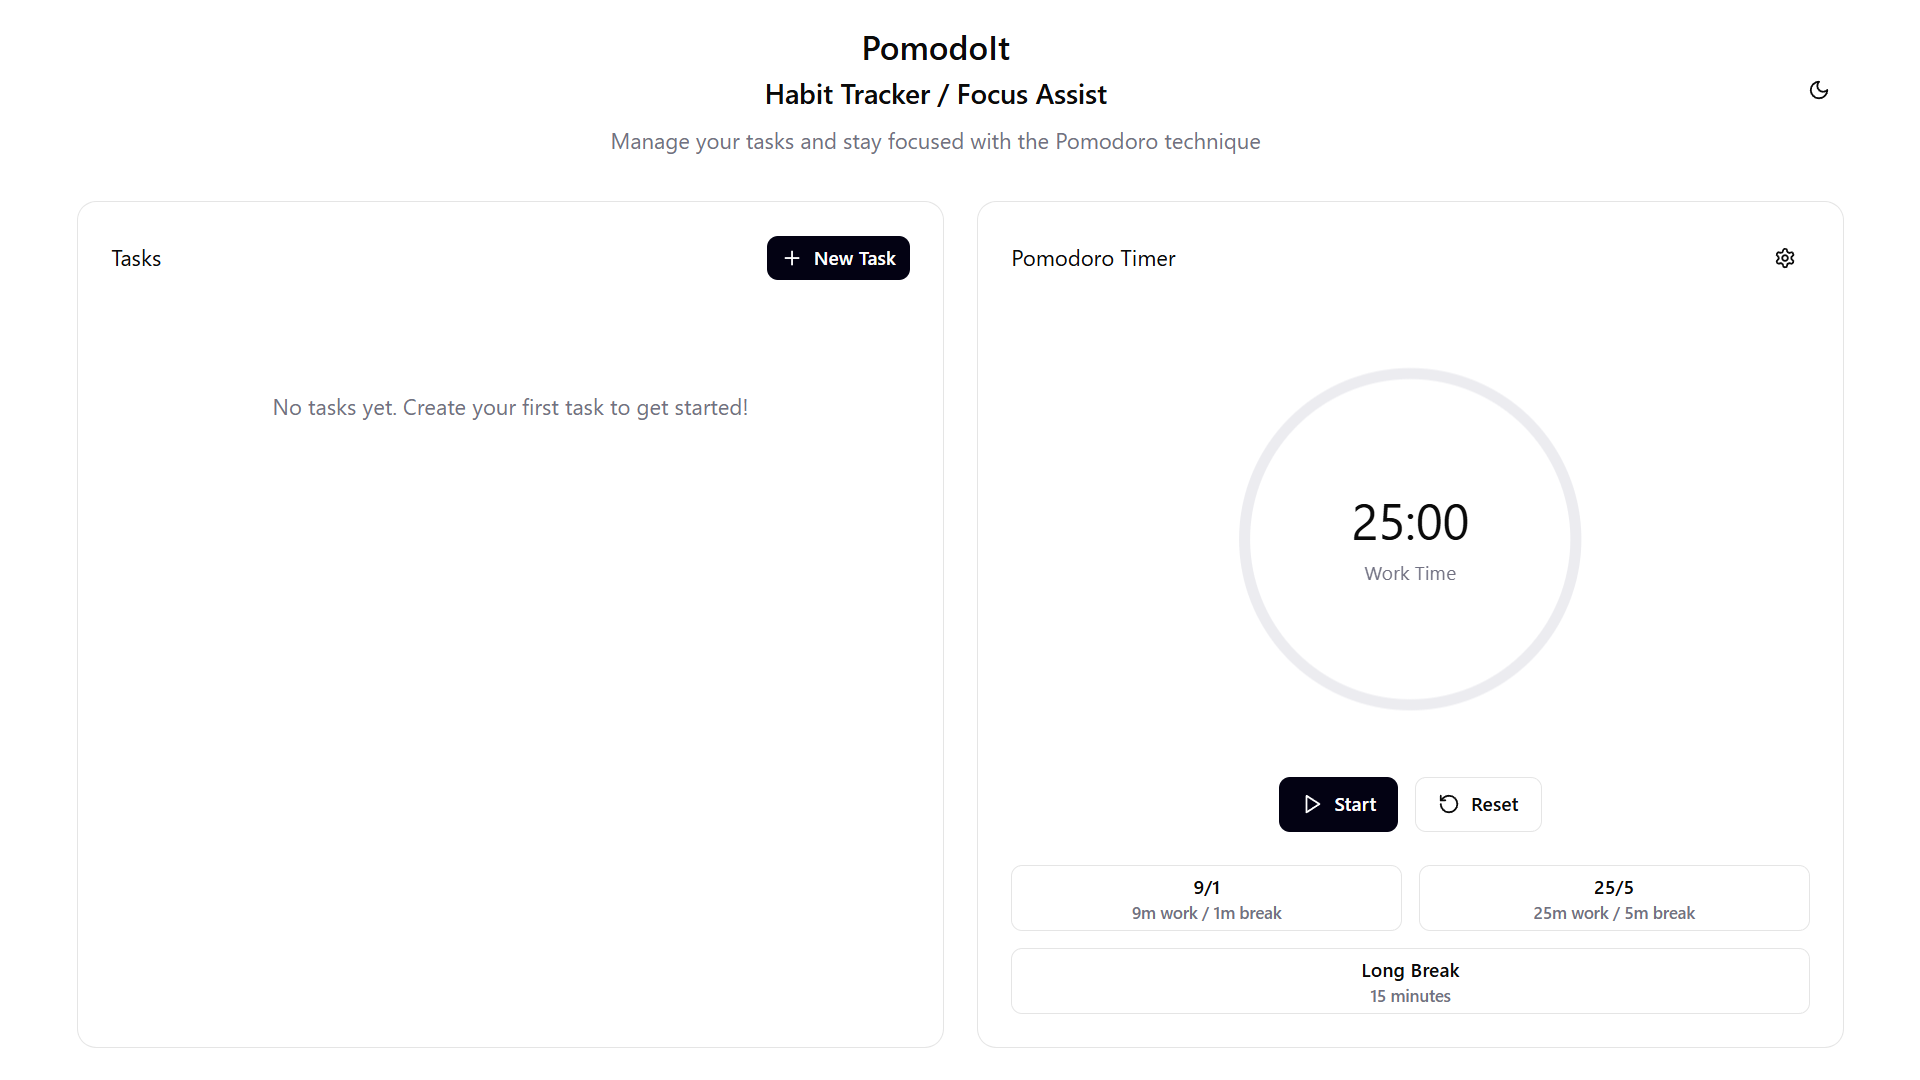 PomodoIt
Habit Tracker / Focus Assist
Manage your tasks and stay focused with the Pomodoro technique
Tasks
New Task
No tasks yet. Create your first task to get started!
Pomodoro Timer
25:00
Work Time
Start
Reset
9/1
9m work / 1m break
25/5
25m work / 5m break
Long Break
15 minutes